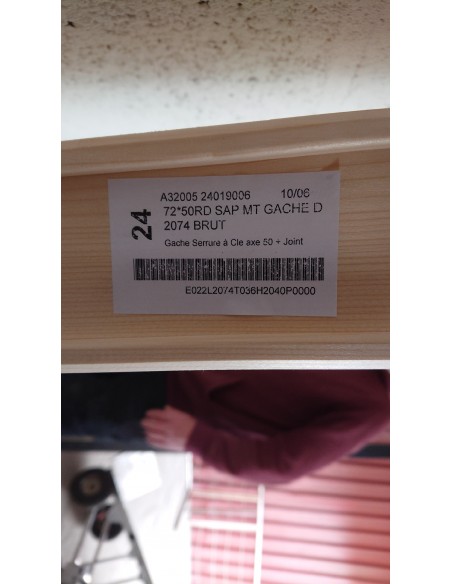 24
A32005 24019006 10/06
72*50RD SAP MT GACHE D
2074 BRUT
Gache Serrure à Cle axe 50 + Joint
E022L2074T036H2040P0000